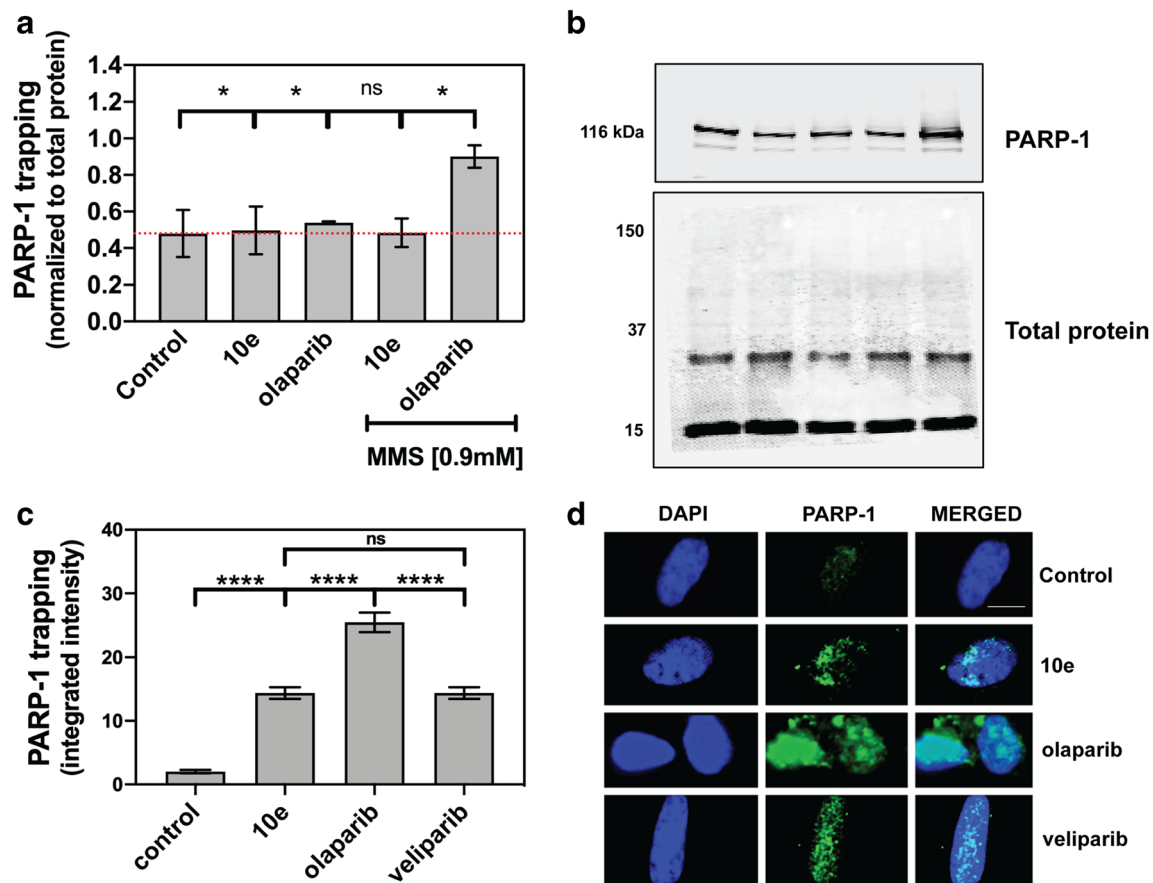 a
PARP-1 trapping
(normalized to total protein)
1.4
1.2
1.0
0.8
0.6
0.4
0.2
0.0
* * ns *
Control
10e
olaparib
10e
olaparib
MMS [0.9mM]
b
116 kDa
PARP-1
150
37
15
Total protein
c
PARP-1 trapping
(integrated intensity)
40
30
20
10
0
ns
**** **** ****
control
10e
olaparib
veliparib
d
DAPI PARP-1 MERGED
Control
10e
olaparib
veliparib